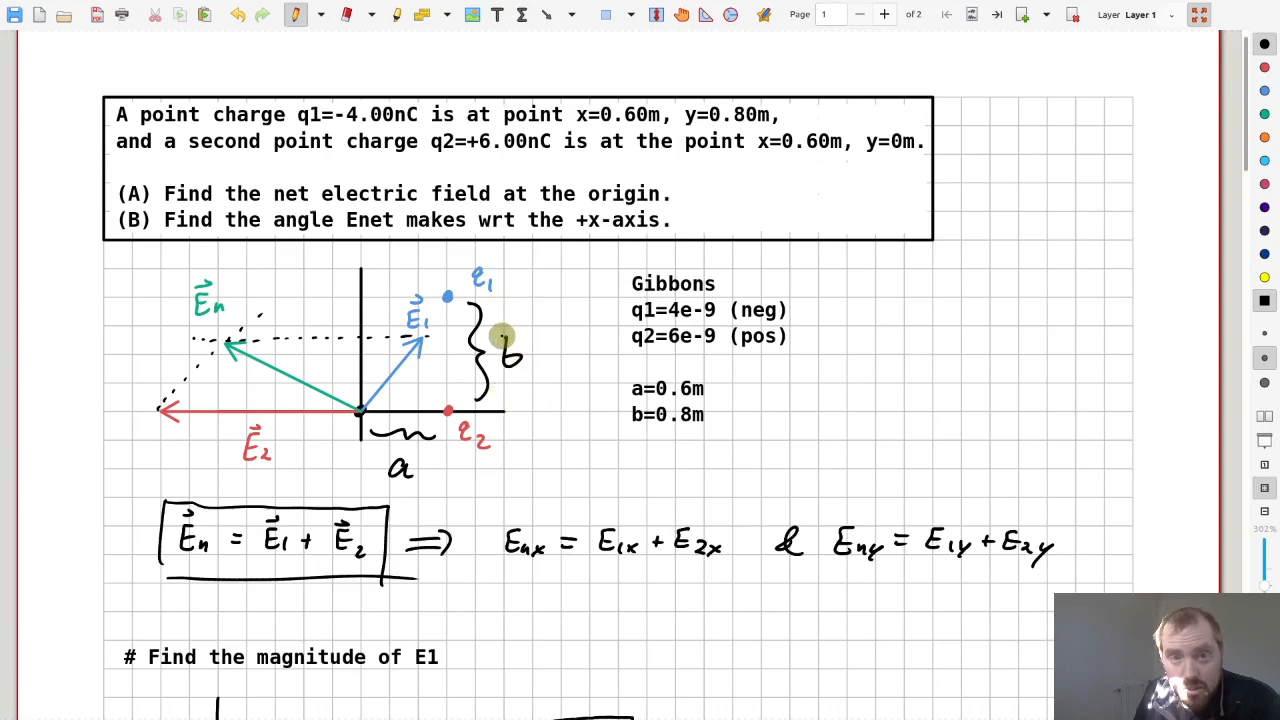 Page 1 of 2 Layer Layer 1
A point charge q1=-4.00nC is at point x=0.60m, y=0.80m,
and a second point charge q2=+6.00nC is at the point x=0.60m, y=0m.
(A) Find the net electric field at the origin.
(B) Find the angle Enet makes wrt the +x-axis.
q1
En
E1
b
E2
q2
a
Gibbons
q1=4e-9 (neg)
q2=6e-9 (pos)
a=0.6m
b=0.8m
En = E1 + E2 ⇒ Enx = E1x + E2x & Eny = E1y + E2y
# Find the magnitude of E1
302%